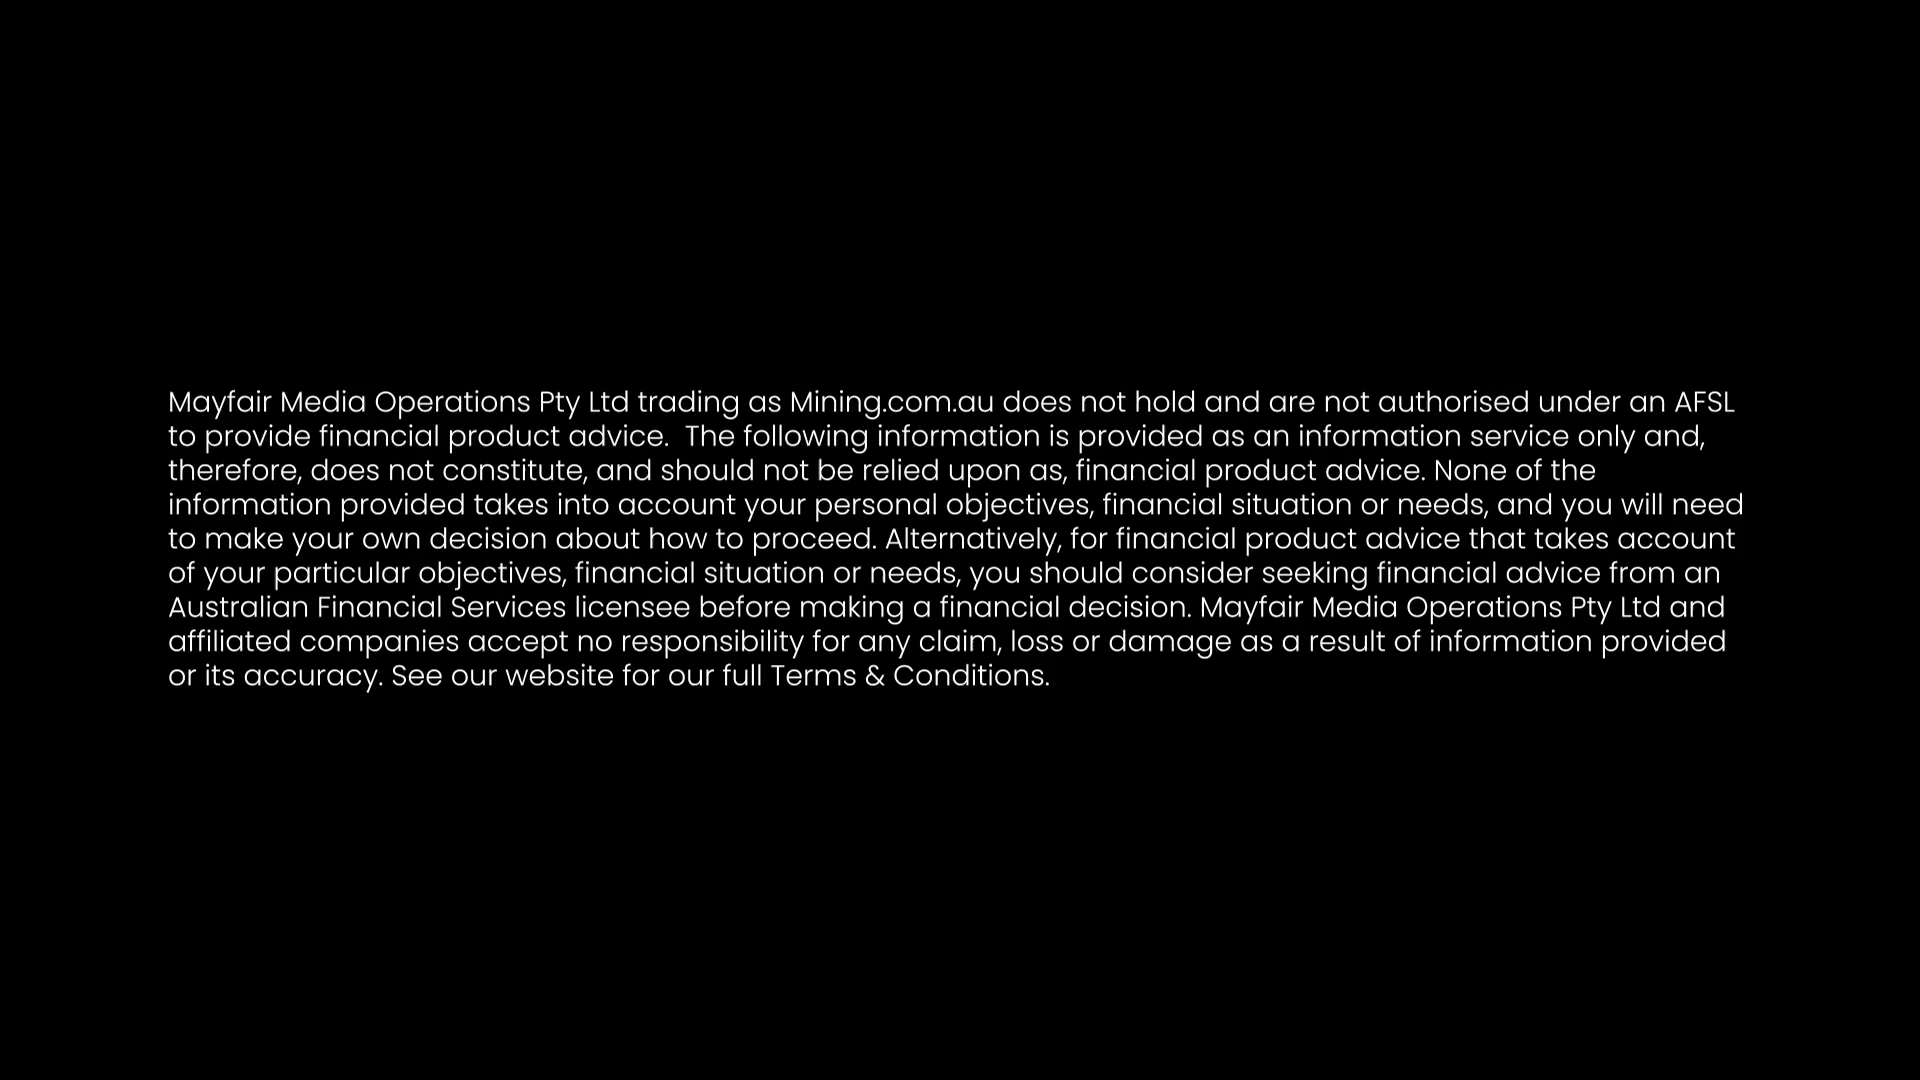 Mayfair Media Operations Pty Ltd trading as Mining.com.au does not hold and are not authorised under an AFSL
to provide financial product advice.  The following information is provided as an information service only and,
therefore, does not constitute, and should not be relied upon as, financial product advice. None of the
information provided takes into account your personal objectives, financial situation or needs, and you will need
to make your own decision about how to proceed. Alternatively, for financial product advice that takes account
of your particular objectives, financial situation or needs, you should consider seeking financial advice from an
Australian Financial Services licensee before making a financial decision. Mayfair Media Operations Pty Ltd and
affiliated companies accept no responsibility for any claim, loss or damage as a result of information provided
or its accuracy. See our website for our full Terms & Conditions.